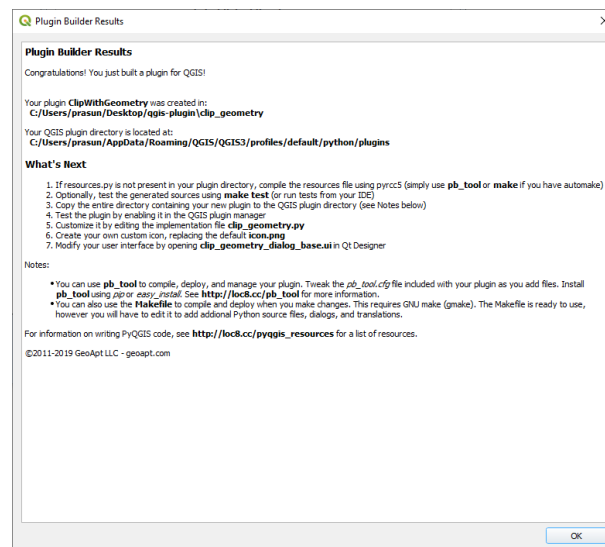 Plugin Builder Results
Plugin Builder Results
Congratulations! You just built a plugin for QGIS!
Your plugin ClipWithGeometry was created in:
C:/Users/prasun/Desktop/qgis-plugin\clip_geometry
Your QGIS plugin directory is located at:
C:/Users/prasun/AppData/Roaming/QGIS/QGIS3/profiles/default/python/plugins
What's Next
1. If resources.py is not present in your plugin directory, compile the resources file using pyrcc5 (simply use pb_tool or make if you have automake)
2. Optionally, test the generated sources using make test (or run tests from your IDE)
3. Copy the entire directory containing your new plugin to the QGIS plugin directory (see Notes below)
4. Test the plugin by enabling it in the QGIS plugin manager
5. Customize it by editing the implementation file clip_geometry.py
6. Create your own custom icon, replacing the default icon.png
7. Modify your user interface by opening clip_geometry_dialog_base.ui in Qt Designer
Notes:
• You can use pb_tool to compile, deploy, and manage your plugin. Tweak the pb_tool.cfg file included with your plugin as you add files. Install
pb_tool using pip or easy_install. See http://loc8.cc/pb_tool for more information.
• You can also use the Makefile to compile and deploy when you make changes. This requires GNU make (gmake). The Makefile is ready to use,
however you will have to edit it to add addional Python source files, dialogs, and translations.
For information on writing PyQGIS code, see http://loc8.cc/pyqgis_resources for a list of resources.
©2011-2019 GeoApt LLC - geoapt.com
OK